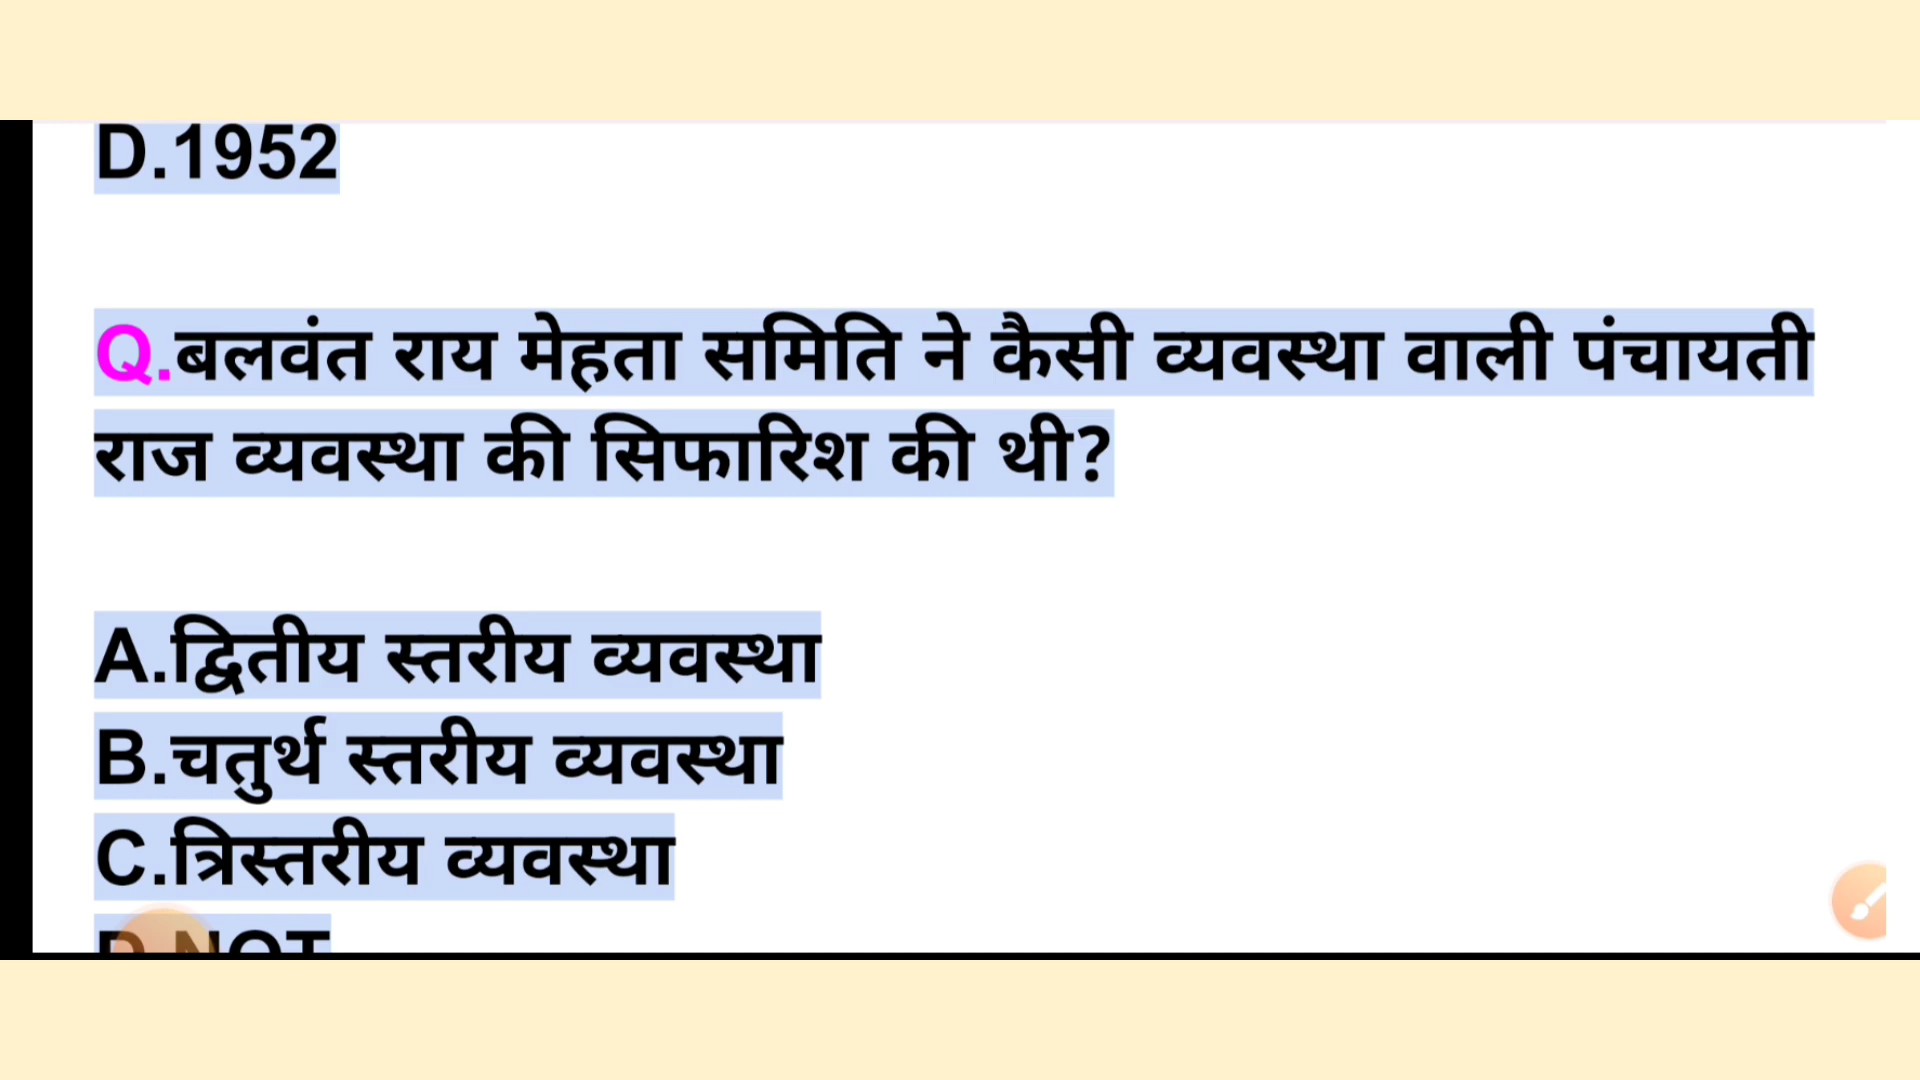 D.1952
Q.बलवंत राय मेहता समिति ने कैसी व्यवस्था वाली पंचायती
राज व्यवस्था की सिफारिश की थी?
A.द्वितीय स्तरीय व्यवस्था
B.चतुर्थ स्तरीय व्यवस्था
C.त्रिस्तरीय व्यवस्था
D.NOT